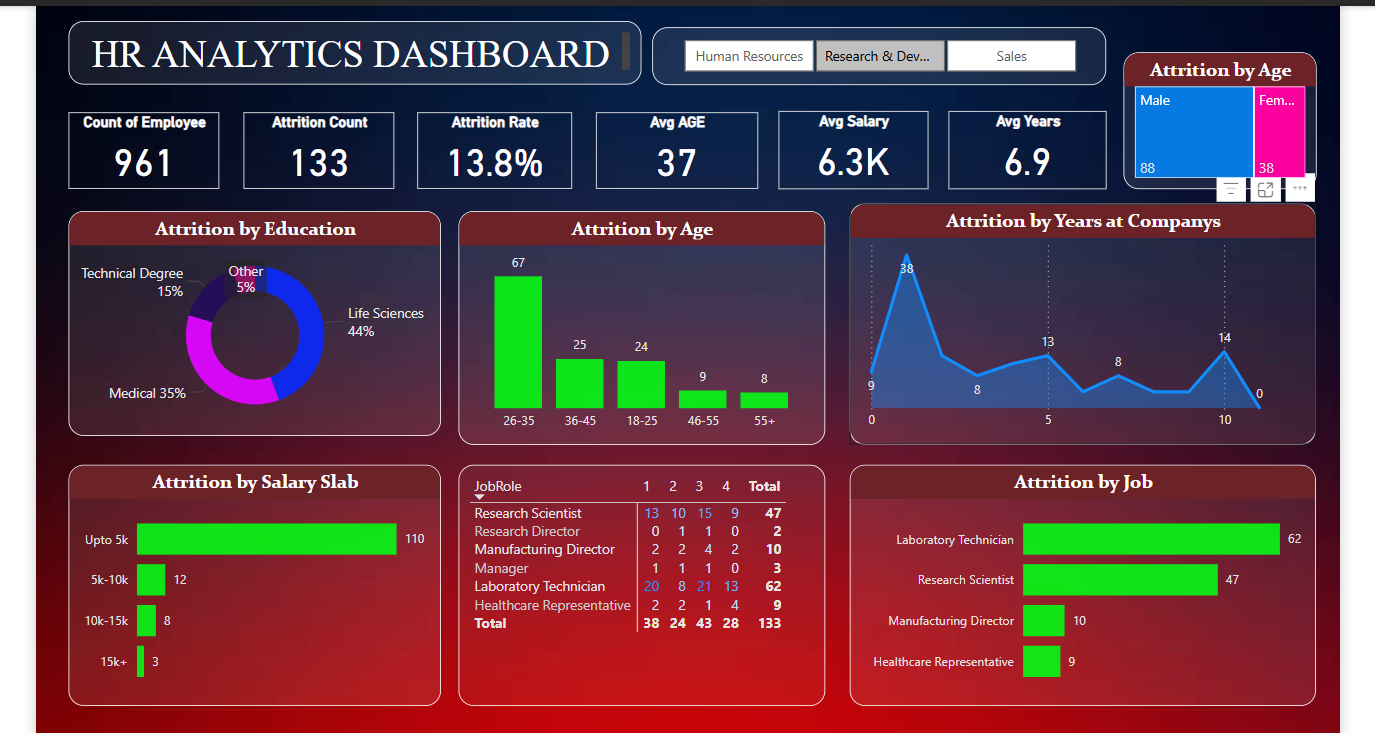 HR ANALYTICS DASHBOARD
Human Resources
Research & Dev...
Sales
Attrition by Age
Male
Fem...
88
38
Count of Employee
961
Attrition Count
133
Attrition Rate
13.8%
Avg AGE
37
Avg Salary
6.3K
Avg Years
6.9
Attrition by Education
Technical Degree
15%
Other
5%
Life Sciences
44%
Medical 35%
Attrition by Age
67
25
24
9
8
26-35
36-45
18-25
46-55
55+
Attrition by Years at Companys
38
9
8
13
8
14
0
0
5
10
Attrition by Salary Slab
Upto 5k 110
5k-10k 12
10k-15k 8
15k+ 3
JobRole 1 2 3 4 Total
Research Scientist 13 10 15 9 47
Research Director 0 1 1 0 2
Manufacturing Director 2 2 4 2 10
Manager 1 1 1 0 3
Laboratory Technician 20 8 21 13 62
Healthcare Representative 2 2 1 4 9
Total 38 24 43 28 133
Attrition by Job
Laboratory Technician 62
Research Scientist 47
Manufacturing Director 10
Healthcare Representative 9